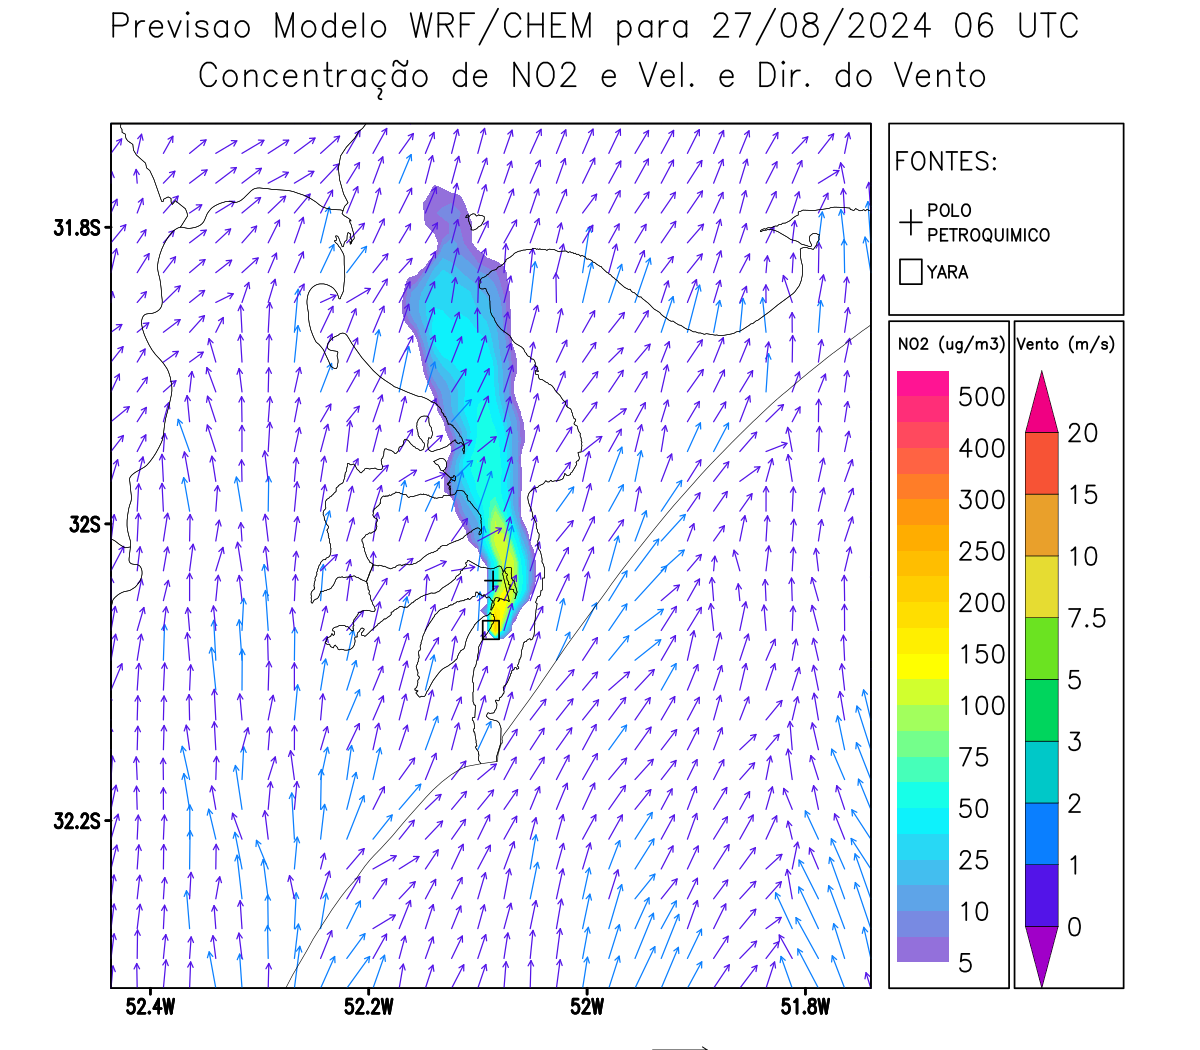 Previsao Modelo WRF/CHEM para 27/08/2024 06 UTC
Concentração de NO2 e Vel. e Dir. do Vento
FONTES:
POLO
PETROQUIMICO
YARA
NO2 (ug/m3)
500
400
300
250
200
150
100
75
50
25
10
5
Vento (m/s)
20
15
10
7.5
5
3
2
1
0
31.8S
32S
32.2S
52.4W
52.2W
52W
51.8W